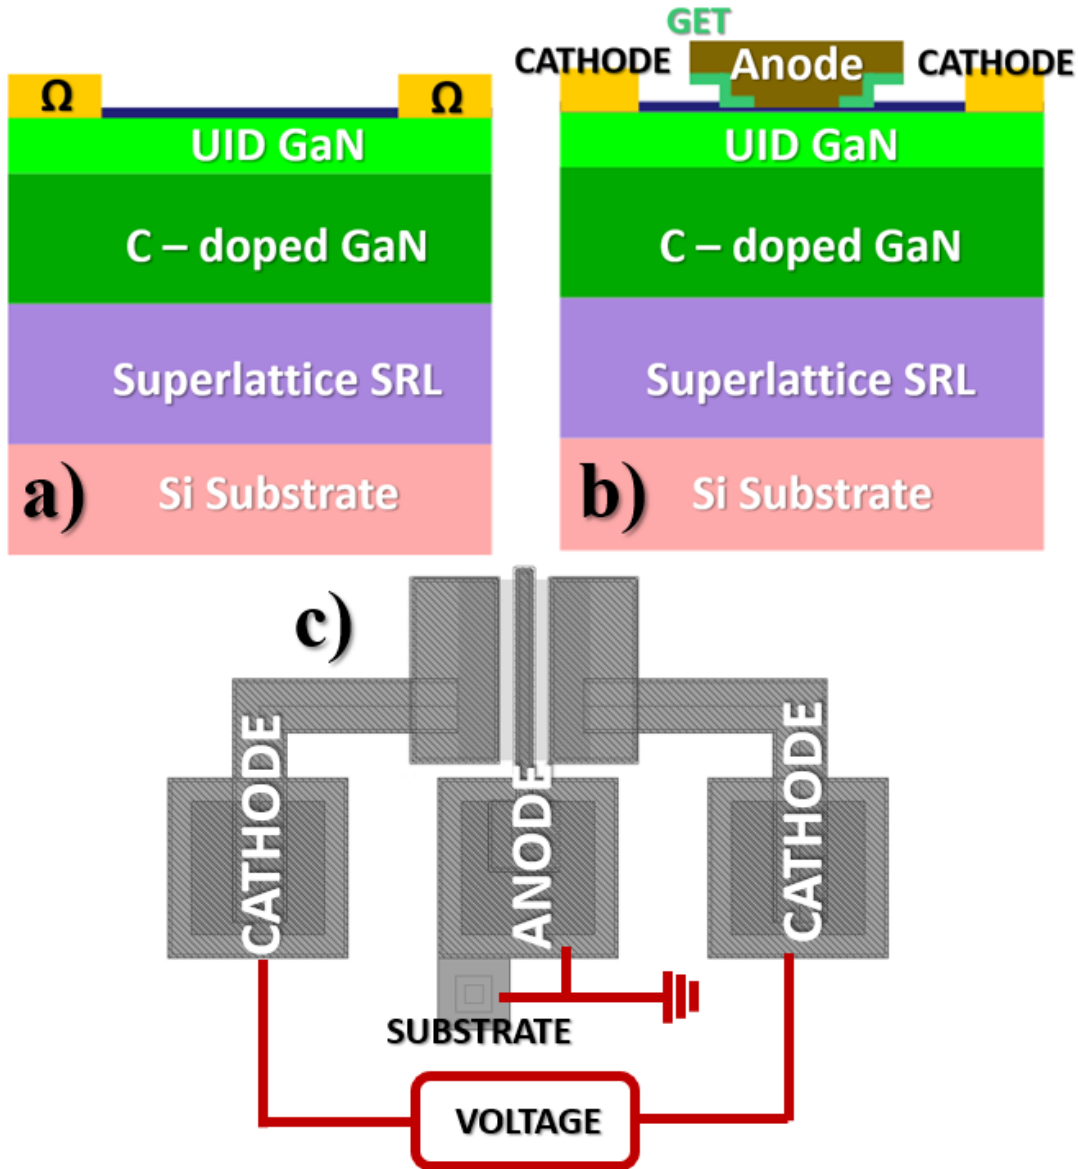 GET
CATHODE Anode CATHODE
Ω Ω
UID GaN UID GaN
C – doped GaN C – doped GaN
Superlattice SRL Superlattice SRL
a) Si Substrate b) Si Substrate
c)
CATHODE
ANODE
CATHODE
SUBSTRATE
VOLTAGE